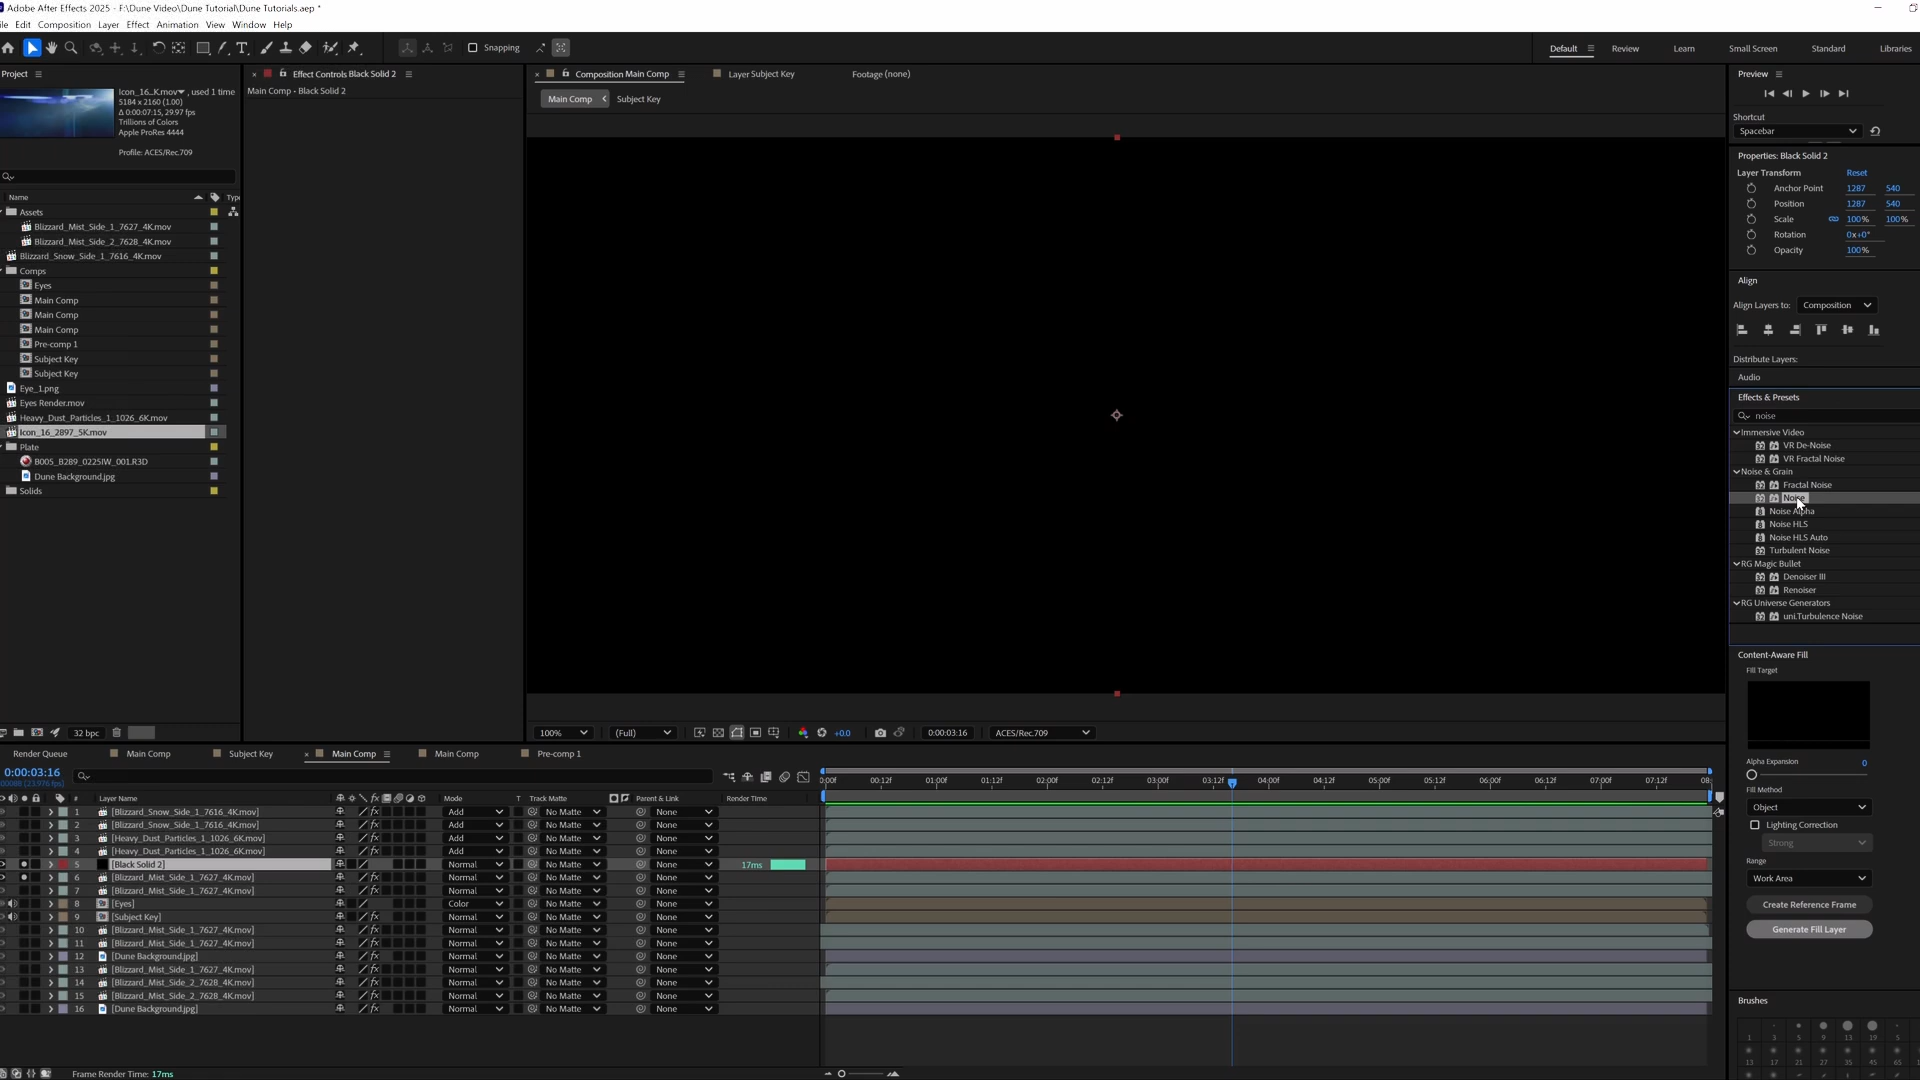 Adobe After Effects 2025 - F:\Dune Video\Dune Tutorial\Dune Tutorials.aep *
ile Edit Composition Layer Effect Animation View Window Help
Snapping
Default Review Learn Small Screen Standard Libraries
Project
Icon_16...K.mov , used 1 time
5184 x 2160 (1.00)
Δ 0:00:07:15, 29.97 fps
Trillions of Colors
Apple ProRes 4444
Profile: ACES/Rec.709
Name Type
Assets
Blizzard_Mist_Side_1_7627_4K.mov
Blizzard_Mist_Side_2_7628_4K.mov
Blizzard_Snow_Side_1_7616_4K.mov
Comps
Eyes
Main Comp
Main Comp
Main Comp
Pre-comp 1
Subject Key
Subject Key
Eye_1.png
Eyes Render.mov
Heavy_Dust_Particles_1_1026_6K.mov
Icon_16_2897_5K.mov
Plate
B005_B289_0225IW_001.R3D
Dune Background.jpg
Solids
32 bpc
Effect Controls Black Solid 2
Main Comp • Black Solid 2
Composition Main Comp Layer Subject Key Footage (none)
Main Comp Subject Key
100% (Full) +0.0 0:00:03:16 ACES/Rec.709
Preview
Shortcut
Spacebar
Properties: Black Solid 2
Layer Transform Reset
Anchor Point 1287 540
Position 1287 540
Scale 100% 100%
Rotation 0x+0°
Opacity 100%
Align
Align Layers to: Composition
Distribute Layers:
Audio
Effects & Presets
noise
Immersive Video
VR De-Noise
VR Fractal Noise
Noise & Grain
Fractal Noise
Noise
Noise Alpha
Noise HLS
Noise HLS Auto
Turbulent Noise
RG Magic Bullet
Denoiser III
Renoiser
RG Universe Generators
uni.Turbulence Noise
Content-Aware Fill
Fill Target
Alpha Expansion 0
Fill Method
Object
Lighting Correction
Strong
Range
Work Area
Create Reference Frame
Generate Fill Layer
Brushes
1 3 5 9 13 19 5
13 17 21 27 35 45 65
Render Queue Main Comp Subject Key Main Comp Main Comp Pre-comp 1
0:00:03:16
# Layer Name Mode T Track Matte Parent & Link Render Time
:00f 00:12f 01:00f 01:12f 02:00f 02:12f 03:00f 03:12f 04:00f 04:12f 05:00f 05:12f 06:00f 06:12f 07:00f 07:12f 08:
1 [Blizzard_Snow_Side_1_7616_4K.mov] Add No Matte None
2 [Blizzard_Snow_Side_1_7616_4K.mov] Add No Matte None
3 [Heavy_Dust_Particles_1_1026_6K.mov] Add No Matte None
4 [Heavy_Dust_Particles_1_1026_6K.mov] Add No Matte None
5 [Black Solid 2] Normal No Matte None 17ms
6 [Blizzard_Mist_Side_1_7627_4K.mov] Normal No Matte None
7 [Blizzard_Mist_Side_1_7627_4K.mov] Normal No Matte None
8 [Eyes] Color No Matte None
9 [Subject Key] Normal No Matte None
10 [Blizzard_Mist_Side_1_7627_4K.mov] Normal No Matte None
11 [Blizzard_Mist_Side_1_7627_4K.mov] Normal No Matte None
12 [Dune Background.jpg] Normal No Matte None
13 [Blizzard_Mist_Side_1_7627_4K.mov] Normal No Matte None
14 [Blizzard_Mist_Side_2_7628_4K.mov] Normal No Matte None
15 [Blizzard_Mist_Side_2_7628_4K.mov] Normal No Matte None
16 [Dune Background.jpg] Normal No Matte None
Frame Render Time: 17ms